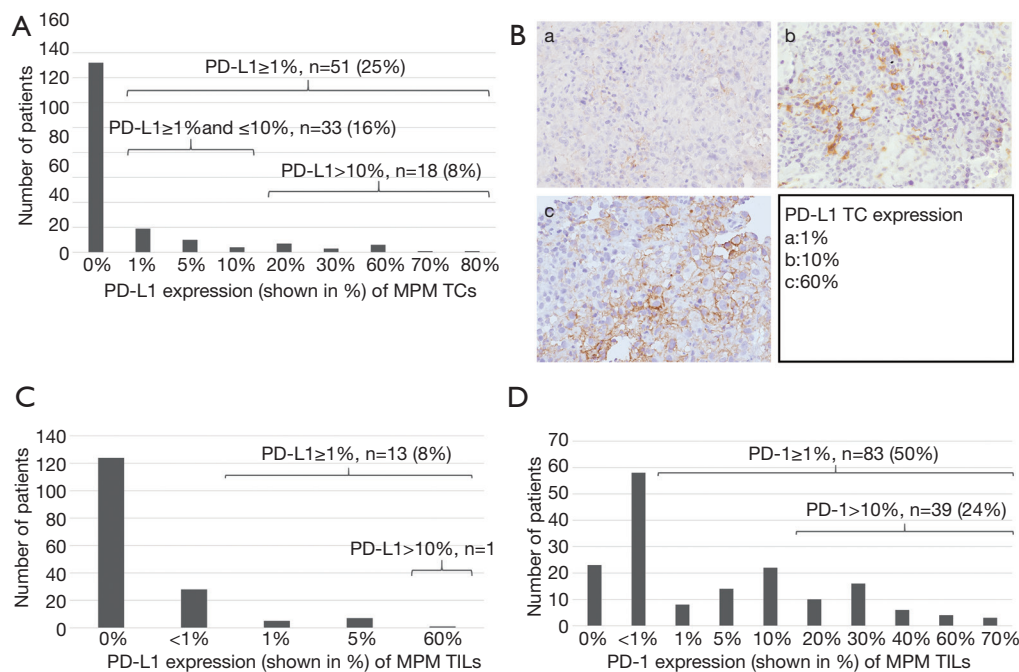 A
160
140
120
100
80
60
40
20
0
Number of patients
PD-L1≥1%, n=51 (25%)
PD-L1≥1%and ≤10%, n=33 (16%)
PD-L1>10%, n=18 (8%)
0% 1% 5% 10% 20% 30% 60% 70% 80%
PD-L1 expression (shown in %) of MPM TCs
B
a
b
c
PD-L1 TC expression
a:1%
b:10%
c:60%
C
140
120
100
80
60
40
20
0
Number of patients
PD-L1≥1%, n=13 (8%)
PD-L1>10%, n=1
0% <1% 1% 5% 60%
PD-L1 expression (shown in %) of MPM TILs
D
70
60
50
40
30
20
10
0
Number of patients
PD-1≥1%, n=83 (50%)
PD-1>10%, n=39 (24%)
0% <1% 1% 5% 10% 20% 30% 40% 60% 70%
PD-1 expression (shown in %) of MPM TILs